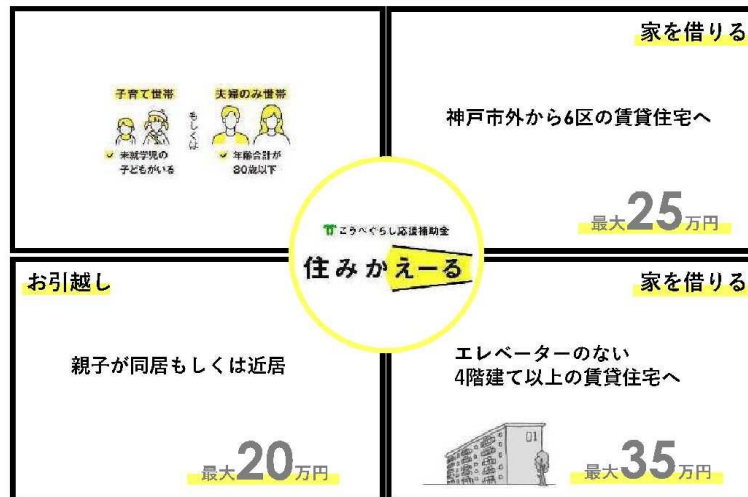 子育て世帯
もしくは
夫婦のみ世帯
未就学児の
子どもがいる
年齢合計が
80歳以下
家を借りる
神戸市外から6区の賃貸住宅へ
最大25万円
こうべぐらし応援補助金
住みかえーる
お引越し
親子が同居もしくは近居
最大20万円
家を借りる
エレベーターのない
4階建て以上の賃貸住宅へ
01
最大35万円